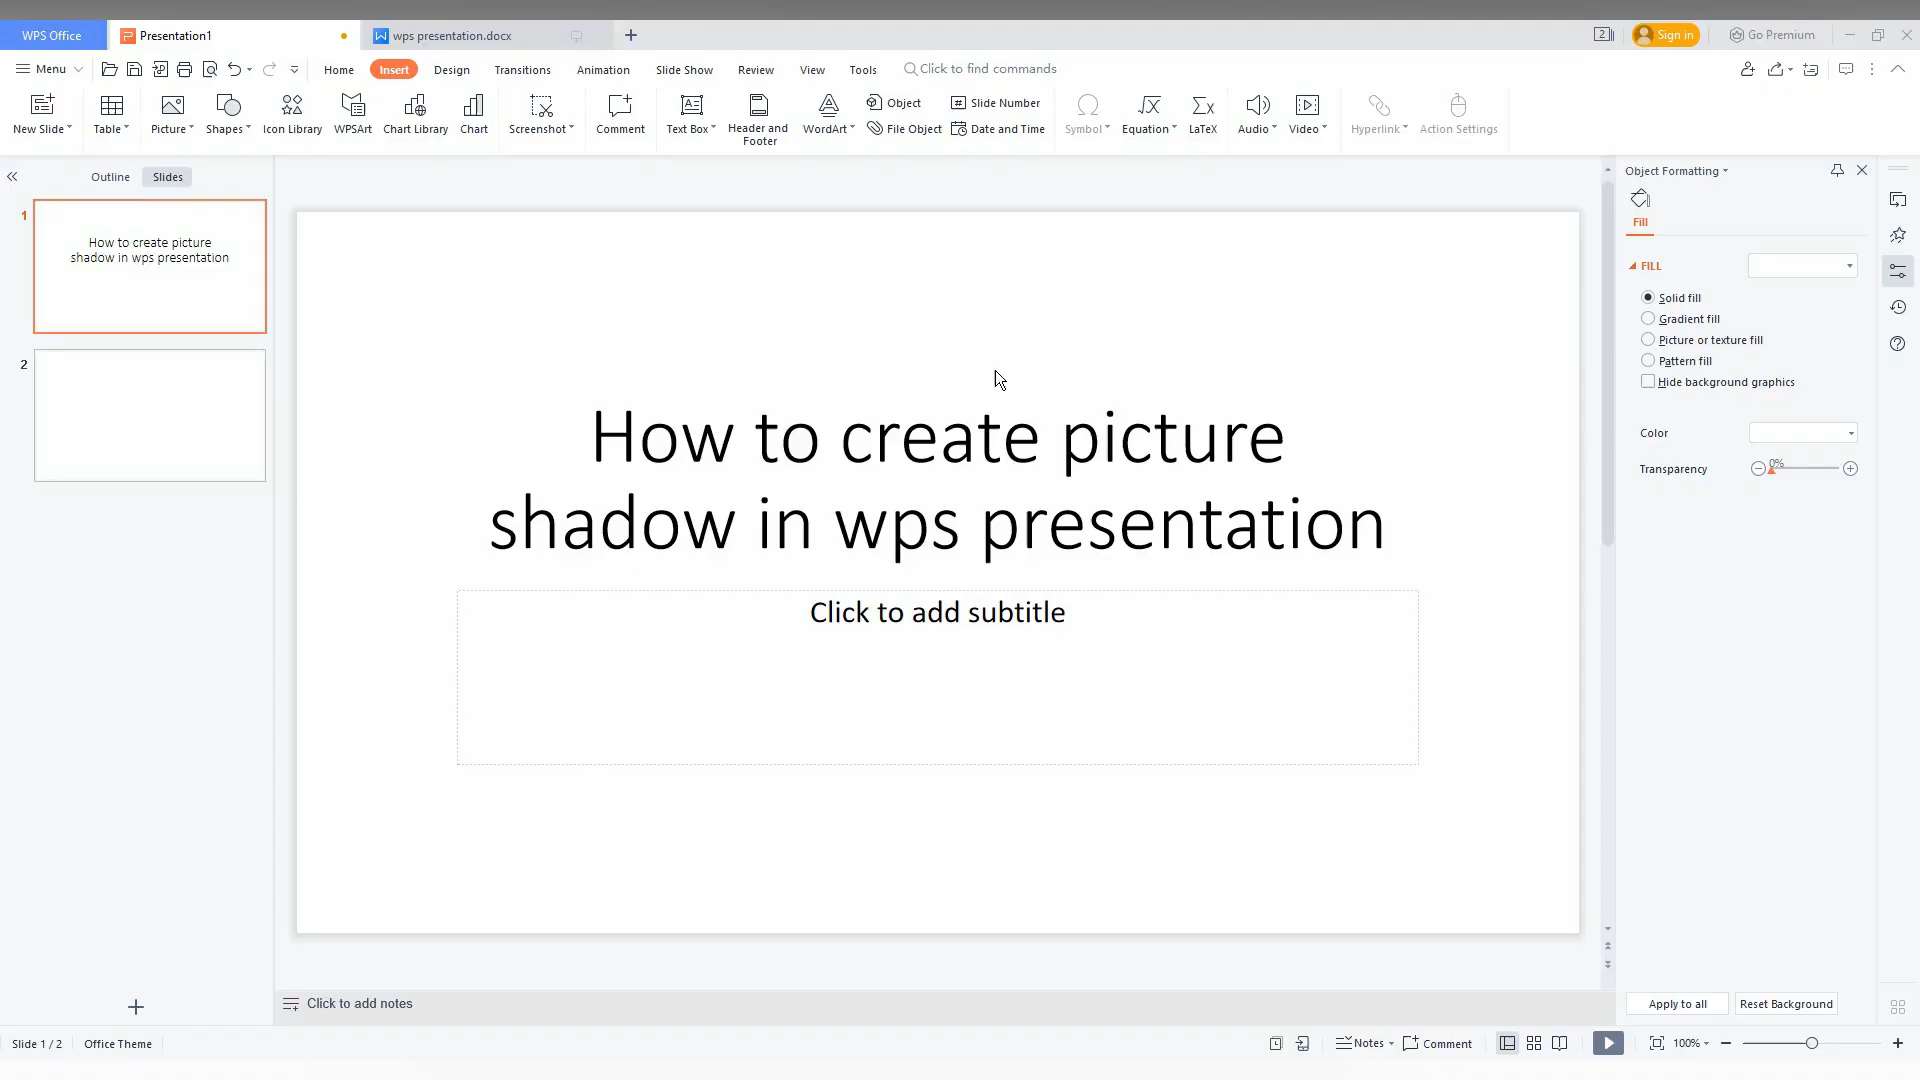 WPS Office
Presentation1
wps presentation.docx
2
Sign in
Go Premium
Menu
Home
Insert
Design
Transitions
Animation
Slide Show
Review
View
Tools
Click to find commands
New Slide
Table
Picture
Shapes
Icon Library
WPSArt
Chart Library
Chart
Screenshot
Comment
Text Box
Header and
Footer
WordArt
Object
File Object
Slide Number
Date and Time
Symbol
Equation
LaTeX
Audio
Video
Hyperlink
Action Settings
Outline
Slides
1
How to create picture
shadow in wps presentation
2
How to create picture
shadow in wps presentation
Click to add subtitle
Object Formatting
Fill
FILL
Solid fill
Gradient fill
Picture or texture fill
Pattern fill
Hide background graphics
Color
Transparency
0%
Apply to all
Reset Background
Click to add notes
Slide 1 / 2
Office Theme
Notes
Comment
100%